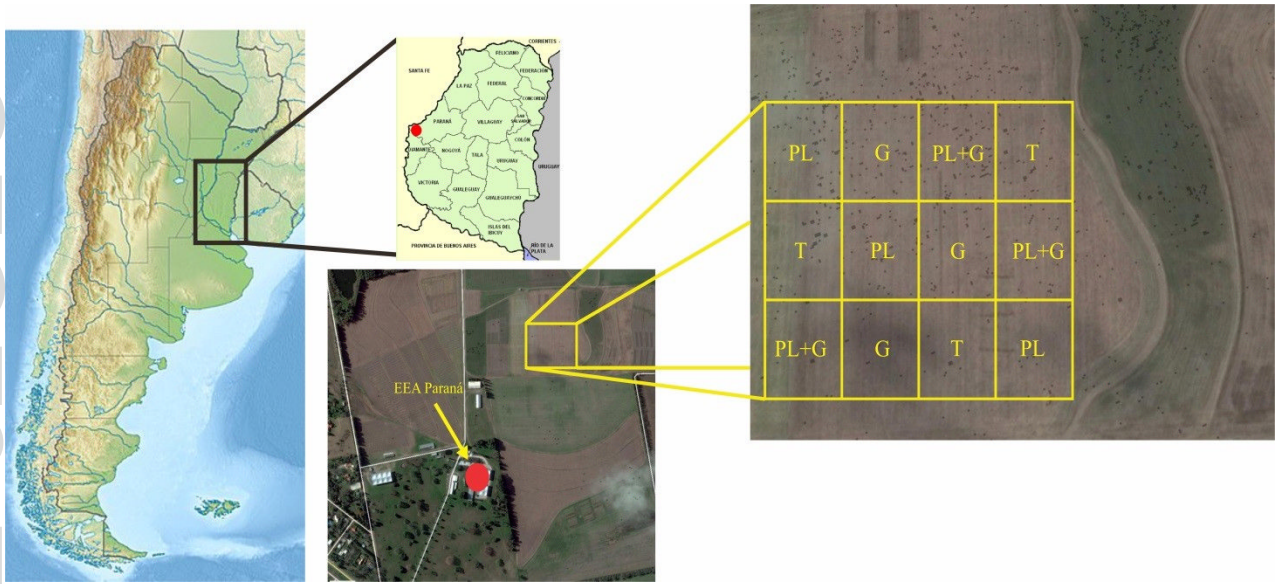 CORRIENTES
SANTA FE
FELICIANO
FEDERACION
LA PAZ
FEDERAL
CONCORDIA
SAN
SALVADOR
PARANÁ
VILLAGUAY
COLÓN
DIAMANTE
NOGOYÁ
TALA
URUGUAY
URUGUAY
VICTORIA
GUALEGUAY
GUALEGUAYCHÚ
ISLAS DEL
IBICUY
PROVINCIA DE BUENOS AIRES
RÍO DE LA
PLATA
EEA Paraná
PL G PL+G T
T PL G PL+G
PL+G G T PL